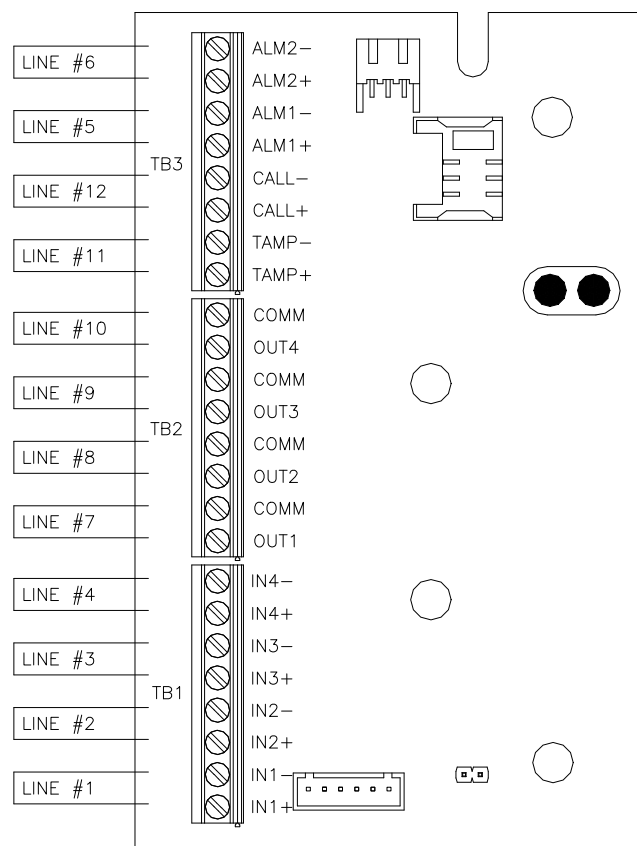 ALM2-
LINE #6
ALM2+
ALM1-
LINE #5
ALM1+
TB3
CALL-
LINE #12
CALL+
TAMP-
LINE #11
TAMP+
COMM
LINE #10
OUT4
COMM
LINE #9
OUT3
TB2
COMM
LINE #8
OUT2
COMM
LINE #7
OUT1
IN4-
LINE #4
IN4+
IN3-
LINE #3
IN3+
TB1
IN2-
LINE #2
IN2+
IN1-
LINE #1
IN1+